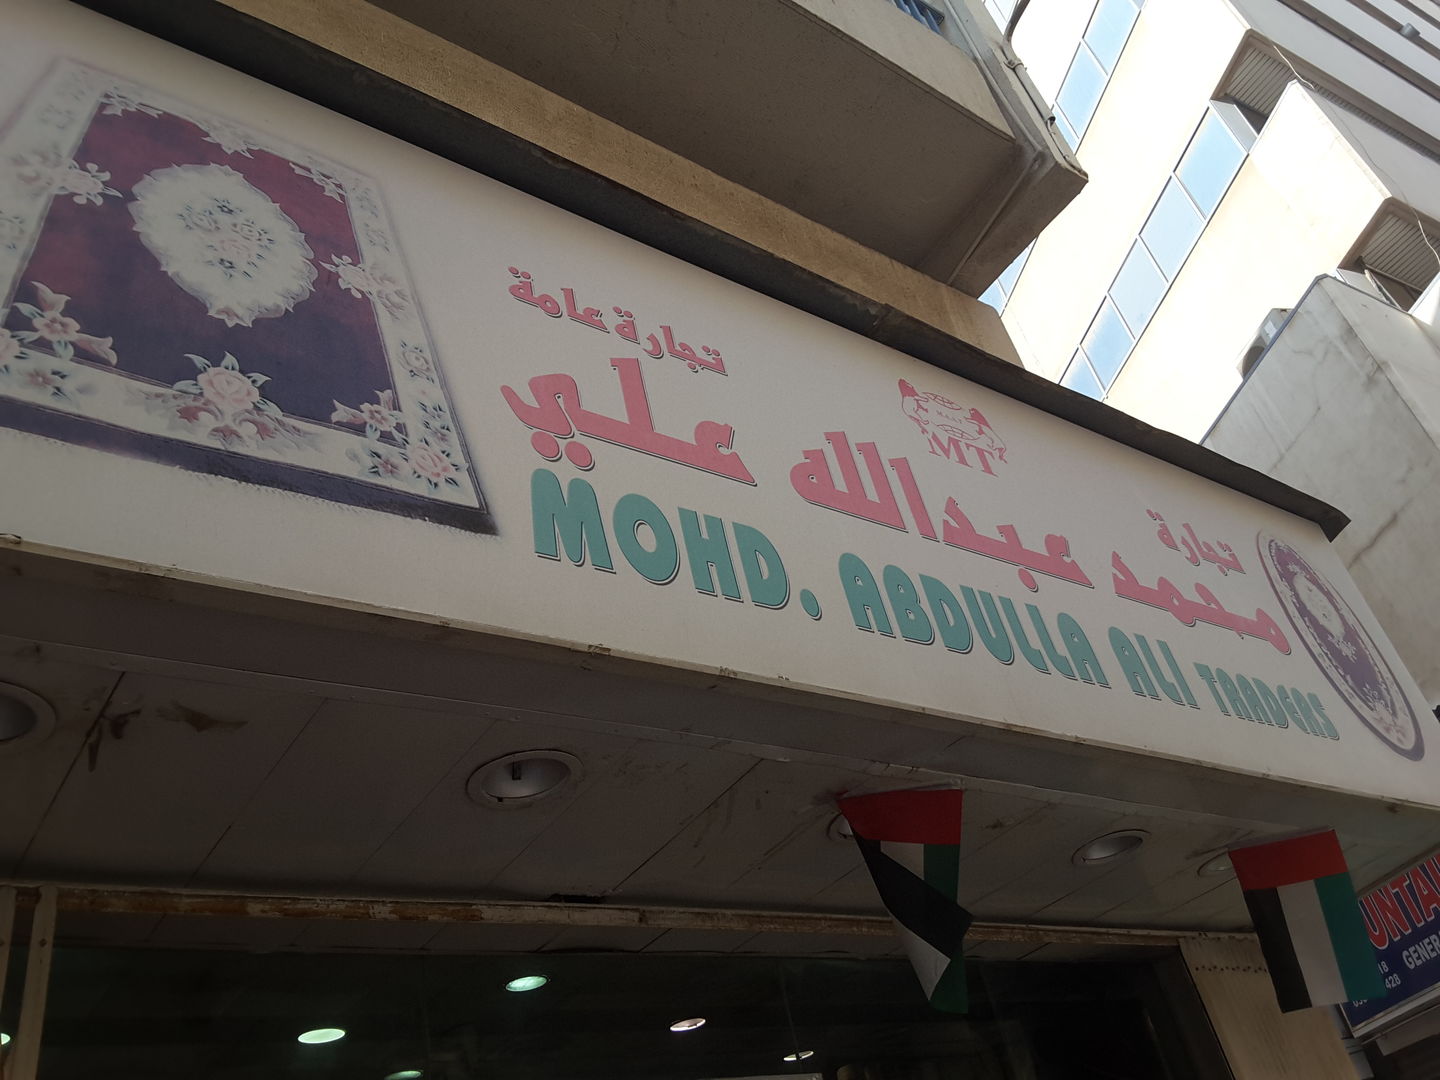 تجارة
محمد عبدالله علي
تجارة عامة
MT
MOHD. ABDULLA ALI TRADERS